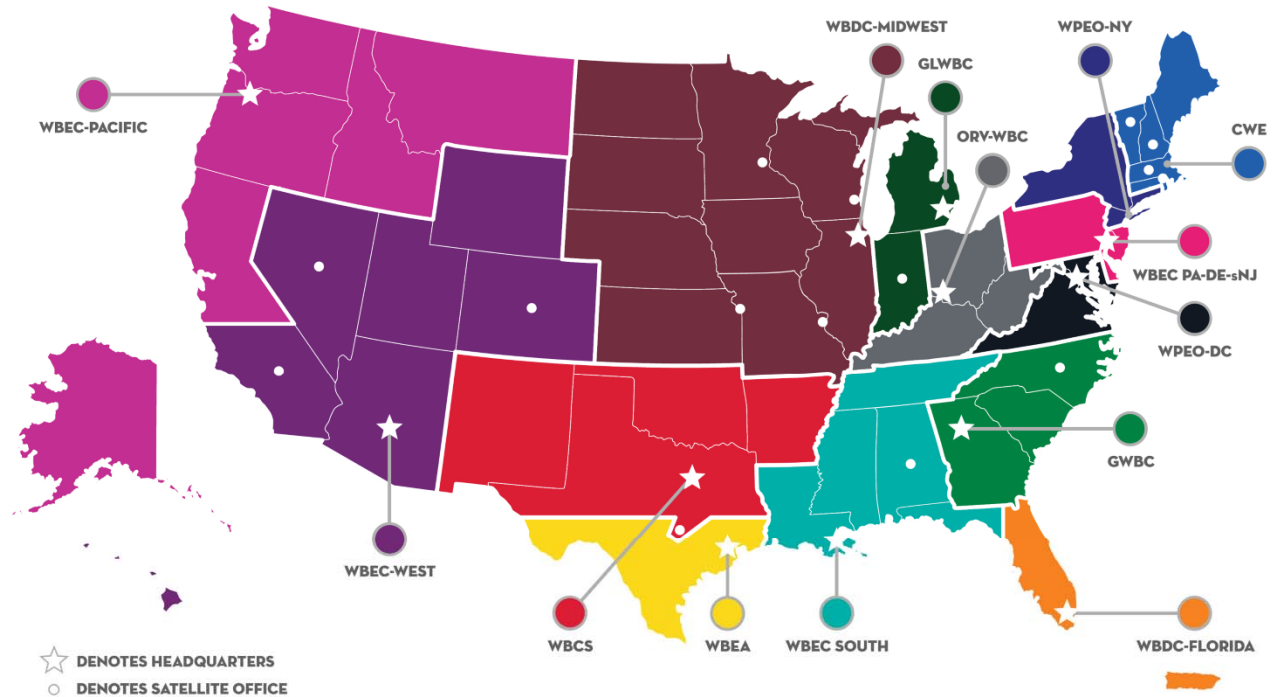 WBDC-MIDWEST
WPEO-NY
GLWBC
WBEC-PACIFIC
ORV-WBC
CWE
WBEC PA-DE-sNJ
WPEO-DC
GWBC
WBEC-WEST
WBCS
WBEA
WBEC SOUTH
WBDC-FLORIDA
DENOTES HEADQUARTERS
DENOTES SATELLITE OFFICE